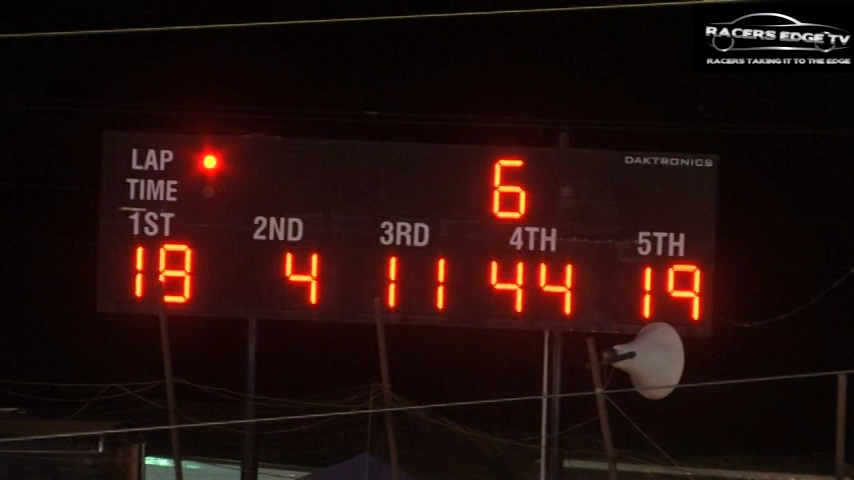 RACERS EDGE TV
RACERS TAKING IT TO THE EDGE
LAP 6 DAKTRONICS
TIME
1ST 2ND 3RD 4TH 5TH
18 4 11 44 19